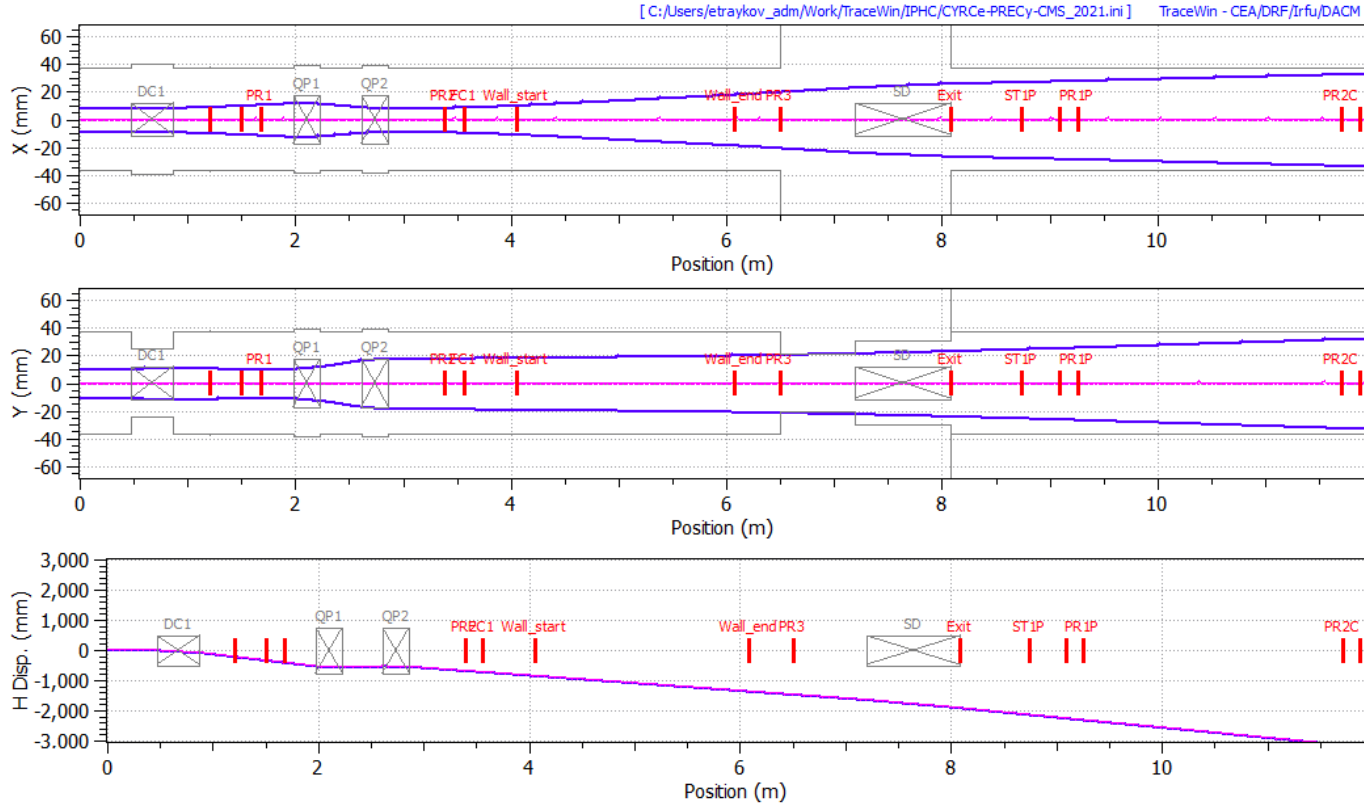 [ C:/Users/etraykov_adm/Work/TraceWin/IPHC/CYRCe-PRECy-CMS_2021.ini ] TraceWin - CEA/DRF/Irfu/DACM
60
40
20
0
-20
-40
-60
X (mm)
DC1 PR1 QP1 QP2 Wall_start Wall_end PR3 SD Exit ST1P PR1P PR2C
0 2 4 6 8 10
Position (m)
60
40
20
0
-20
-40
-60
Y (mm)
DC1 PR1 QP1 QP2 Wall_start Wall_end PR3 SD Exit ST1P PR1P PR2C
0 2 4 6 8 10
Position (m)
3,000
2,000
1,000
0
-1,000
-2,000
-3,000
H Disp. (mm)
DC1 QP1 QP2 Wall_start Wall_end PR3 SD Exit ST1P PR1P PR2C
0 2 4 6 8 10
Position (m)